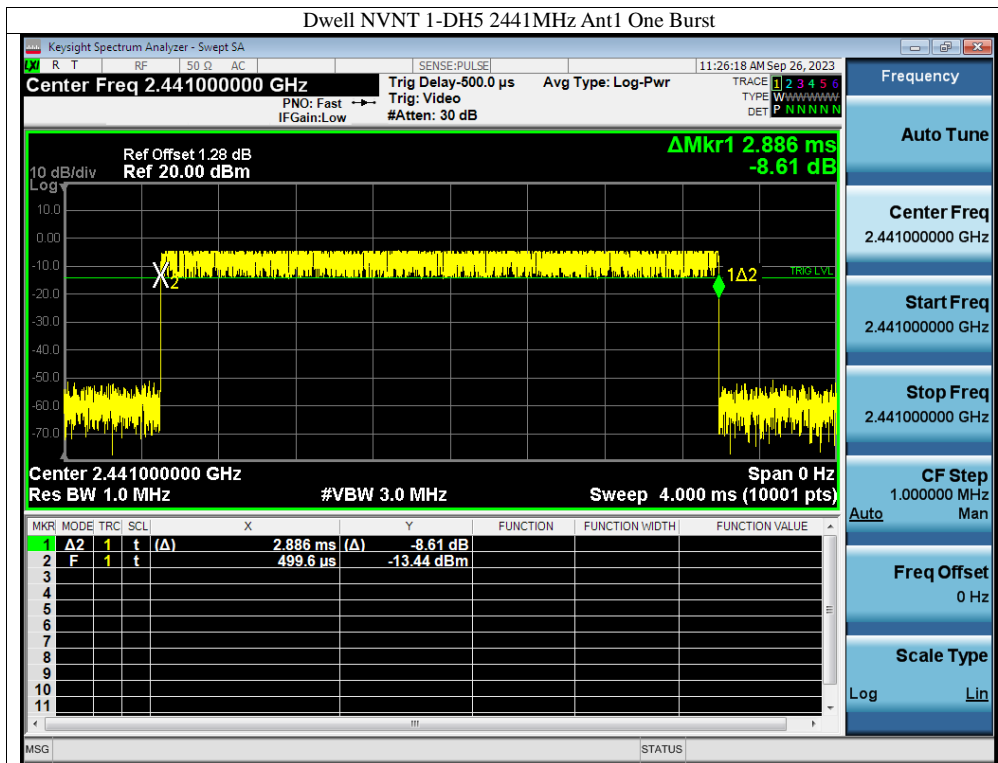 Dwell NVNT 1-DH5 2441MHz Ant1 One Burst
Keysight Spectrum Analyzer - Swept SA
LXI R T RF 50 Ω AC SENSE:PULSE 11:26:18 AM Sep 26, 2023
Center Freq 2.441000000 GHz
PNO: Fast
IFGain:Low
Trig Delay-500.0 µs
Trig: Video
#Atten: 30 dB
Avg Type: Log-Pwr
TRACE 1 2 3 4 5 6
TYPE WWWWWW
DET P N N N N N
ΔMkr1 2.886 ms
-8.61 dB
10 dB/div
Log
Ref Offset 1.28 dB
Ref 20.00 dBm
10.0
0.00
-10.0
-20.0
-30.0
-40.0
-50.0
-60.0
-70.0
2
1Δ2
TRIG LVL
Center 2.441000000 GHz Span 0 Hz
Res BW 1.0 MHz #VBW 3.0 MHz Sweep 4.000 ms (10001 pts)
MKR MODE TRC SCL X Y FUNCTION FUNCTION WIDTH FUNCTION VALUE
1 Δ2 1 t (Δ) 2.886 ms (Δ) -8.61 dB
2 F 1 t 499.6 µs -13.44 dBm
3
4
5
6
7
8
9
10
11
MSG STATUS
Frequency
Auto Tune
Center Freq
2.441000000 GHz
Start Freq
2.441000000 GHz
Stop Freq
2.441000000 GHz
CF Step
1.000000 MHz
Auto Man
Freq Offset
0 Hz
Scale Type
Log Lin